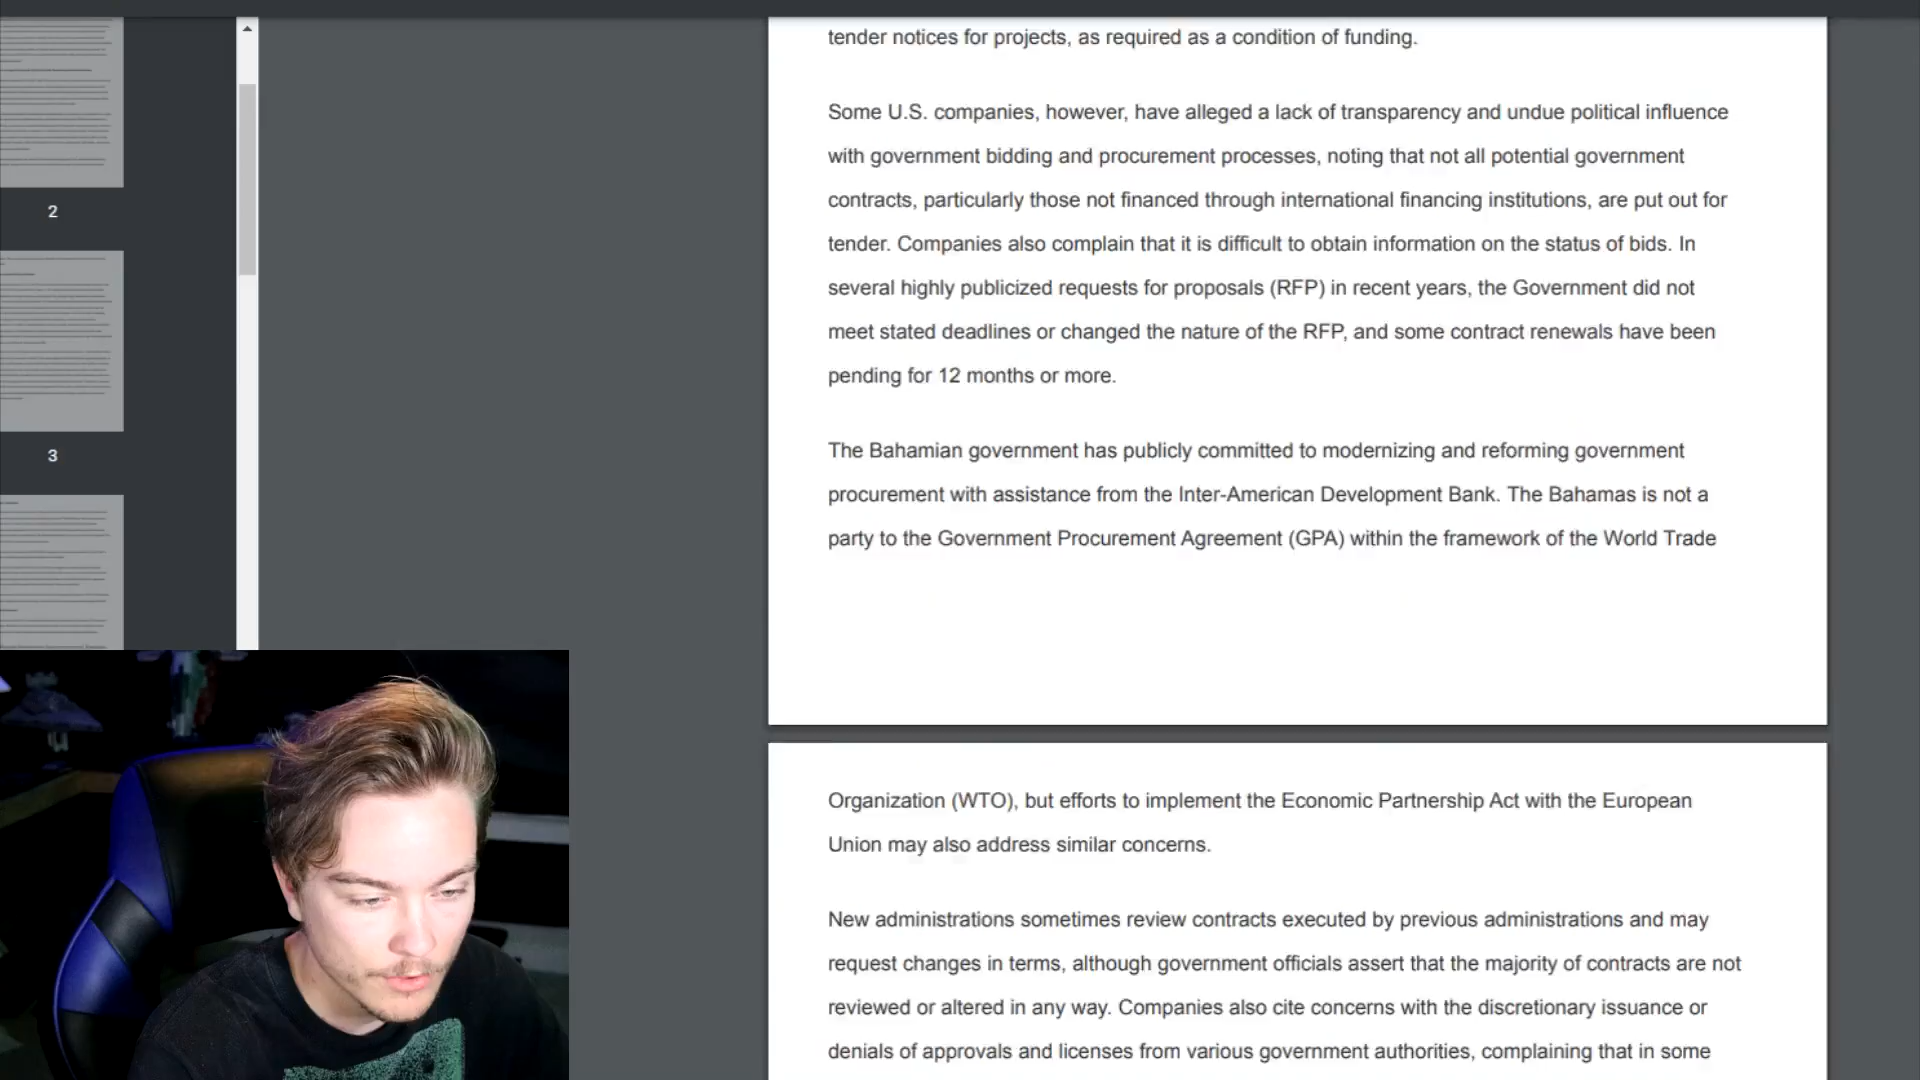 tender notices for projects, as required as a condition of funding.
Some U.S. companies, however, have alleged a lack of transparency and undue political influence
with government bidding and procurement processes, noting that not all potential government
contracts, particularly those not financed through international financing institutions, are put out for
tender. Companies also complain that it is difficult to obtain information on the status of bids. In
several highly publicized requests for proposals (RFP) in recent years, the Government did not
meet stated deadlines or changed the nature of the RFP, and some contract renewals have been
pending for 12 months or more.
The Bahamian government has publicly committed to modernizing and reforming government
procurement with assistance from the Inter-American Development Bank. The Bahamas is not a
party to the Government Procurement Agreement (GPA) within the framework of the World Trade
Organization (WTO), but efforts to implement the Economic Partnership Act with the European
Union may also address similar concerns.
New administrations sometimes review contracts executed by previous administrations and may
request changes in terms, although government officials assert that the majority of contracts are not
reviewed or altered in any way. Companies also cite concerns with the discretionary issuance or
denials of approvals and licenses from various government authorities, complaining that in some
2
3